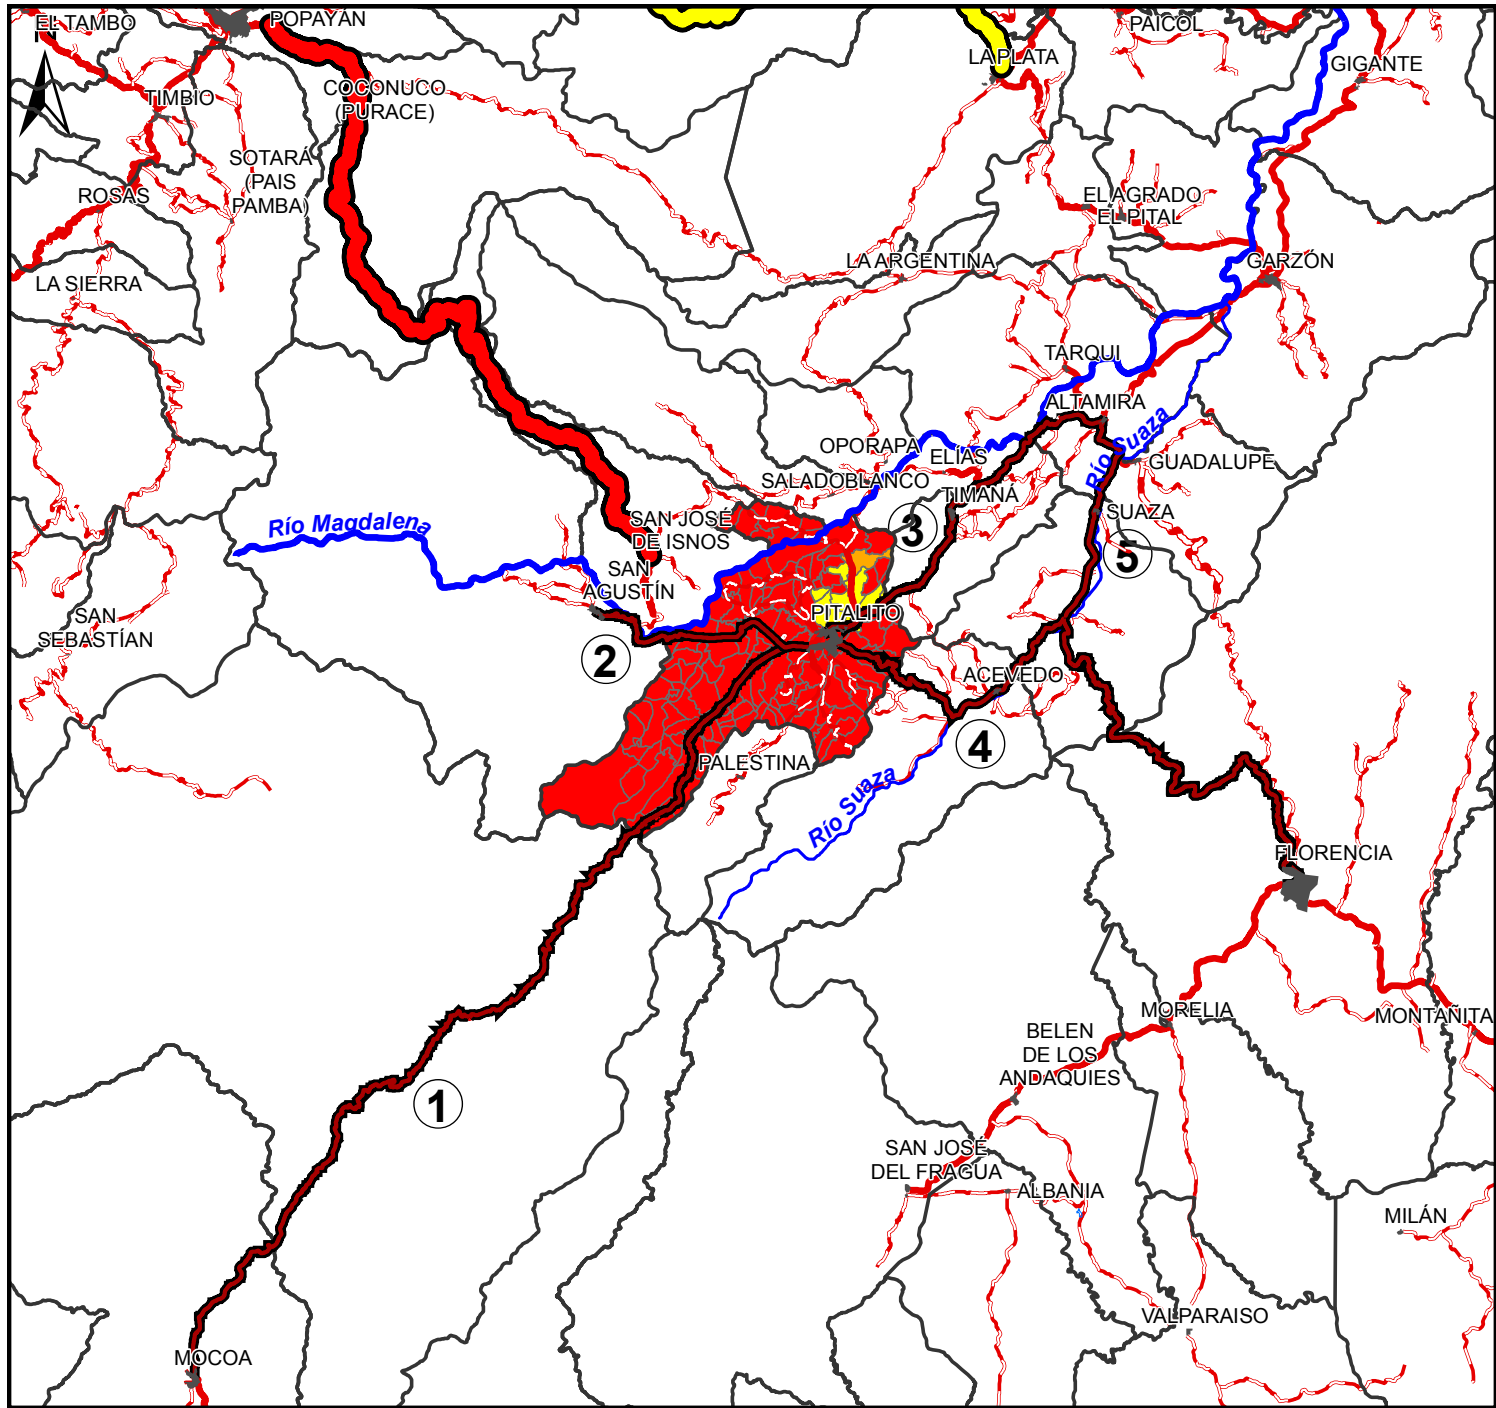 EL TAMBO
N
POPAYÁN
PAICOL
LA PLATA
GIGANTE
TIMBIO
COCONUCO
(PURACE)
SOTARÁ
(PAIS
PAMBA)
ROSAS
EL AGRADO
EL PITAL
LA SIERRA
LA ARGENTINA
GARZÓN
TARQUI
ALTAMIRA
Río Suaza
OPORAPA
ELÍAS
GUADALUPE
SALADOBLANCO
TIMANÁ
Río Magdalena
SAN JOSÉ
DE ISNOS
3
SUAZA
5
SAN
AGUSTÍN
PITALITO
SAN
SEBASTÍAN
2
ACEVEDO
4
PALESTINA
Río Suaza
FLORENCIA
MORELIA
MONTAÑITA
BELEN
DE LOS
ANDAQUIES
1
SAN JOSÉ
DEL FRAGUA
ALBANIA
MILÁN
VALPARAISO
MOCOA